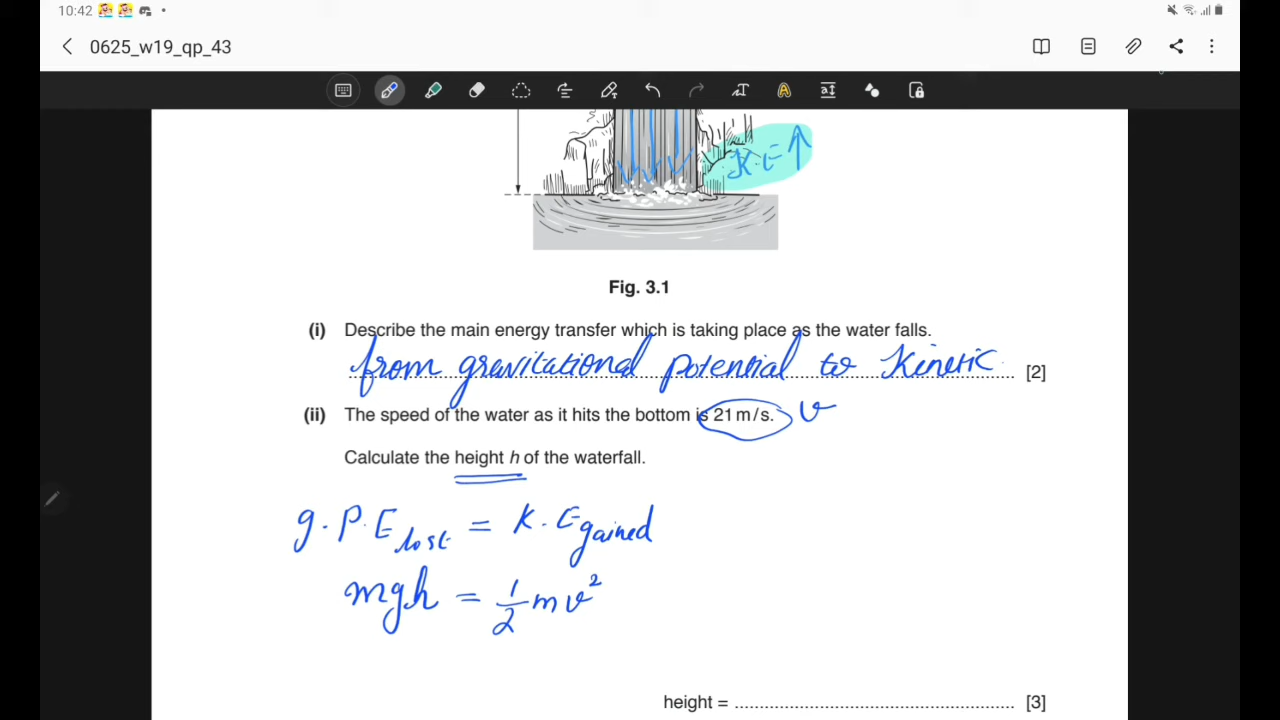 10:42
0625_w19_qp_43
K.E↑
Fig. 3.1
(i) Describe the main energy transfer which is taking place as the water falls.
from gravitational potential to kinetic [2]
(ii) The speed of the water as it hits the bottom is 21 m/s. v
Calculate the height h of the waterfall.
g.P.E lost = K.E gained
mgh = 1/2 mv²
height = ................................................ [3]